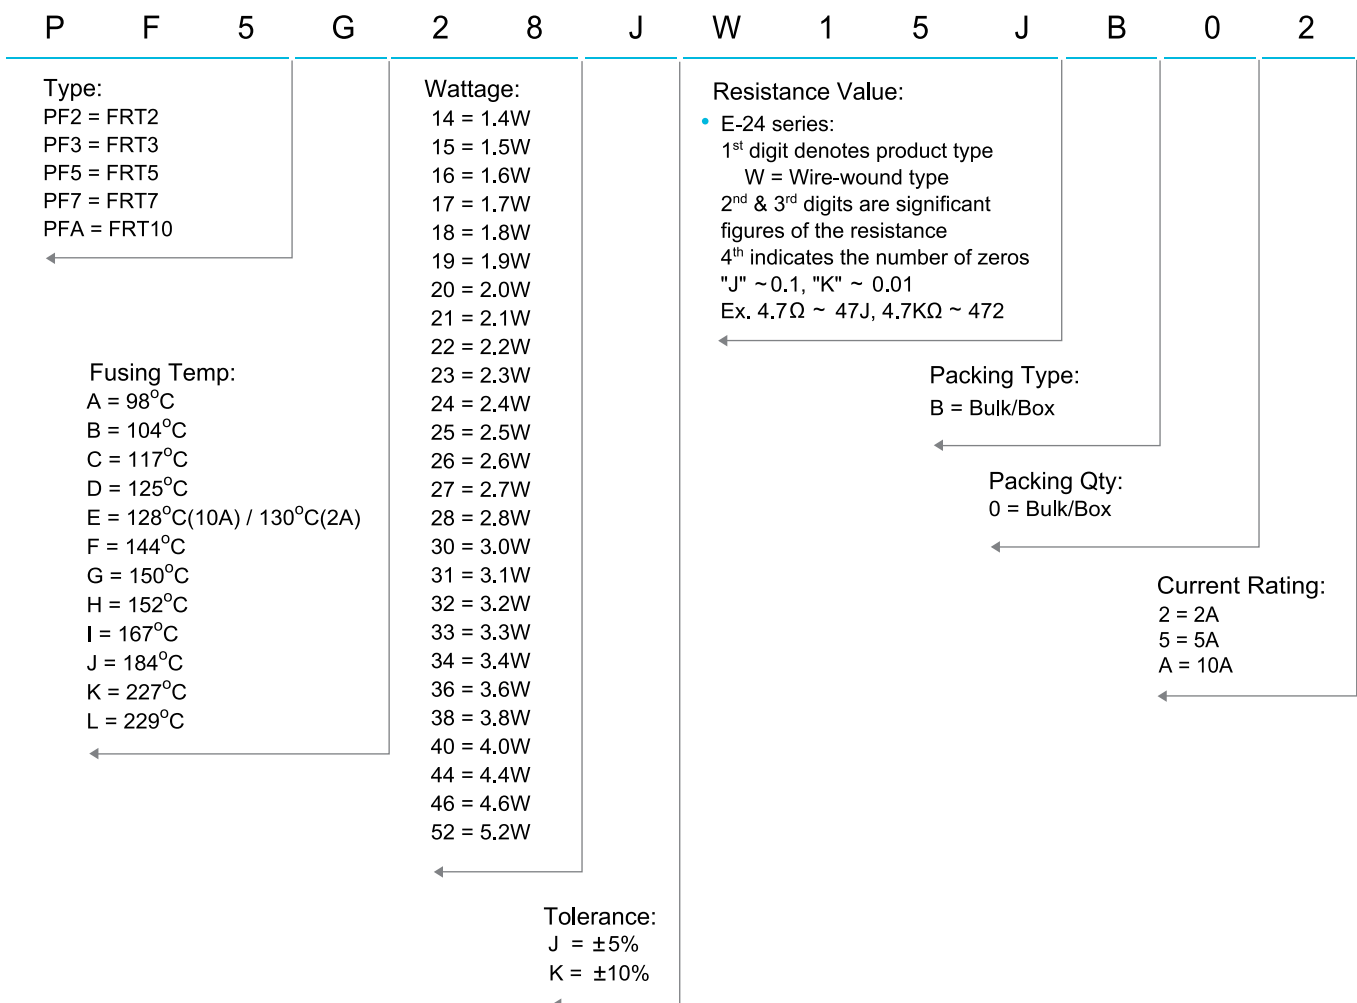 P F 5 G 2 8 J W 1 5 J B 0 2
Type:
PF2 = FRT2
PF3 = FRT3
PF5 = FRT5
PF7 = FRT7
PFA = FRT10
Fusing Temp:
A = 98°C
B = 104°C
C = 117°C
D = 125°C
E = 128°C(10A) / 130°C(2A)
F = 144°C
G = 150°C
H = 152°C
I = 167°C
J = 184°C
K = 227°C
L = 229°C
Wattage:
14 = 1.4W
15 = 1.5W
16 = 1.6W
17 = 1.7W
18 = 1.8W
19 = 1.9W
20 = 2.0W
21 = 2.1W
22 = 2.2W
23 = 2.3W
24 = 2.4W
25 = 2.5W
26 = 2.6W
27 = 2.7W
28 = 2.8W
30 = 3.0W
31 = 3.1W
32 = 3.2W
33 = 3.3W
34 = 3.4W
36 = 3.6W
38 = 3.8W
40 = 4.0W
44 = 4.4W
46 = 4.6W
52 = 5.2W
Tolerance:
J = ±5%
K = ±10%
Resistance Value:
• E-24 series:
1st digit denotes product type
W = Wire-wound type
2nd & 3rd digits are significant
figures of the resistance
4th indicates the number of zeros
"J" ~ 0.1, "K" ~ 0.01
Ex. 4.7Ω ~ 47J, 4.7KΩ ~ 472
Packing Type:
B = Bulk/Box
Packing Qty:
0 = Bulk/Box
Current Rating:
2 = 2A
5 = 5A
A = 10A